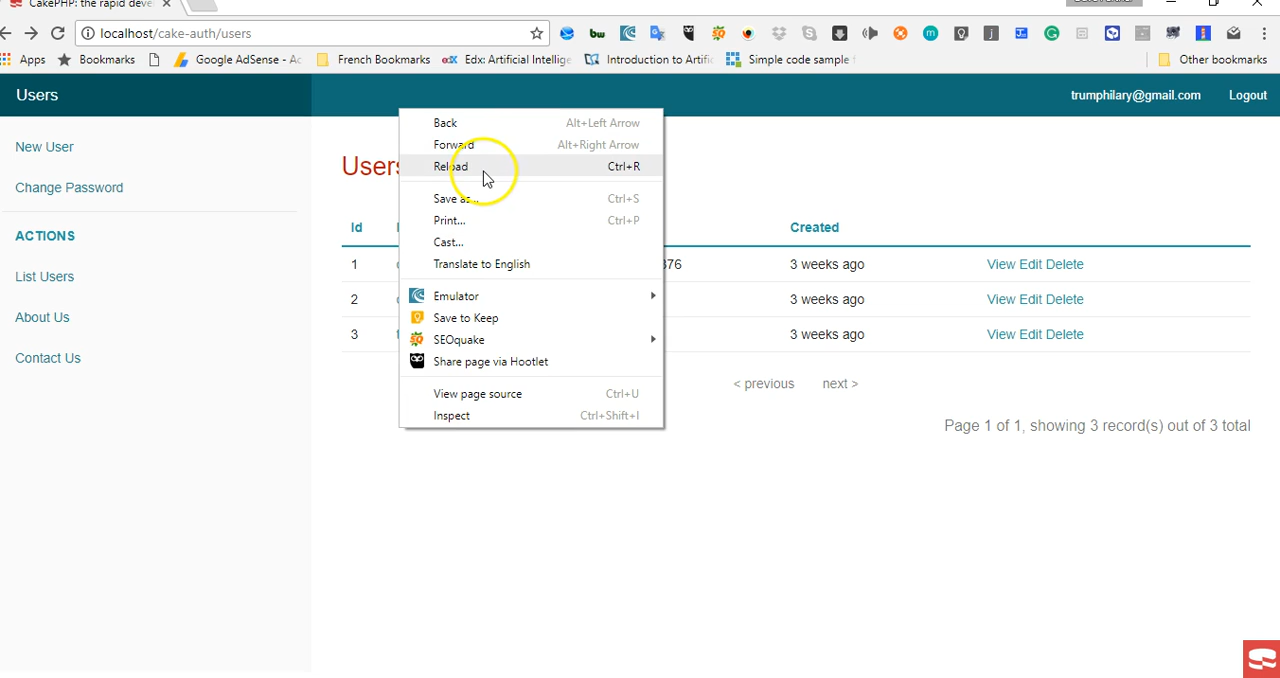 CakePHP: the rapid deve
localhost/cake-auth/users
Apps Bookmarks Google AdSense - Ac French Bookmarks Edx: Artificial Intellige Introduction to Artific Simple code sample Other bookmarks
Users trumphilary@gmail.com Logout
New User
Change Password
ACTIONS
List Users
About Us
Contact Us
Back Alt+Left Arrow
Forward Alt+Right Arrow
Reload Ctrl+R
Save as... Ctrl+S
Print... Ctrl+P
Cast...
Translate to English
Emulator
Save to Keep
SEOquake
Share page via Hootlet
View page source Ctrl+U
Inspect Ctrl+Shift+I
Users
Id Created
1 876 3 weeks ago View Edit Delete
2 3 weeks ago View Edit Delete
3 3 weeks ago View Edit Delete
< previous next >
Page 1 of 1, showing 3 record(s) out of 3 total